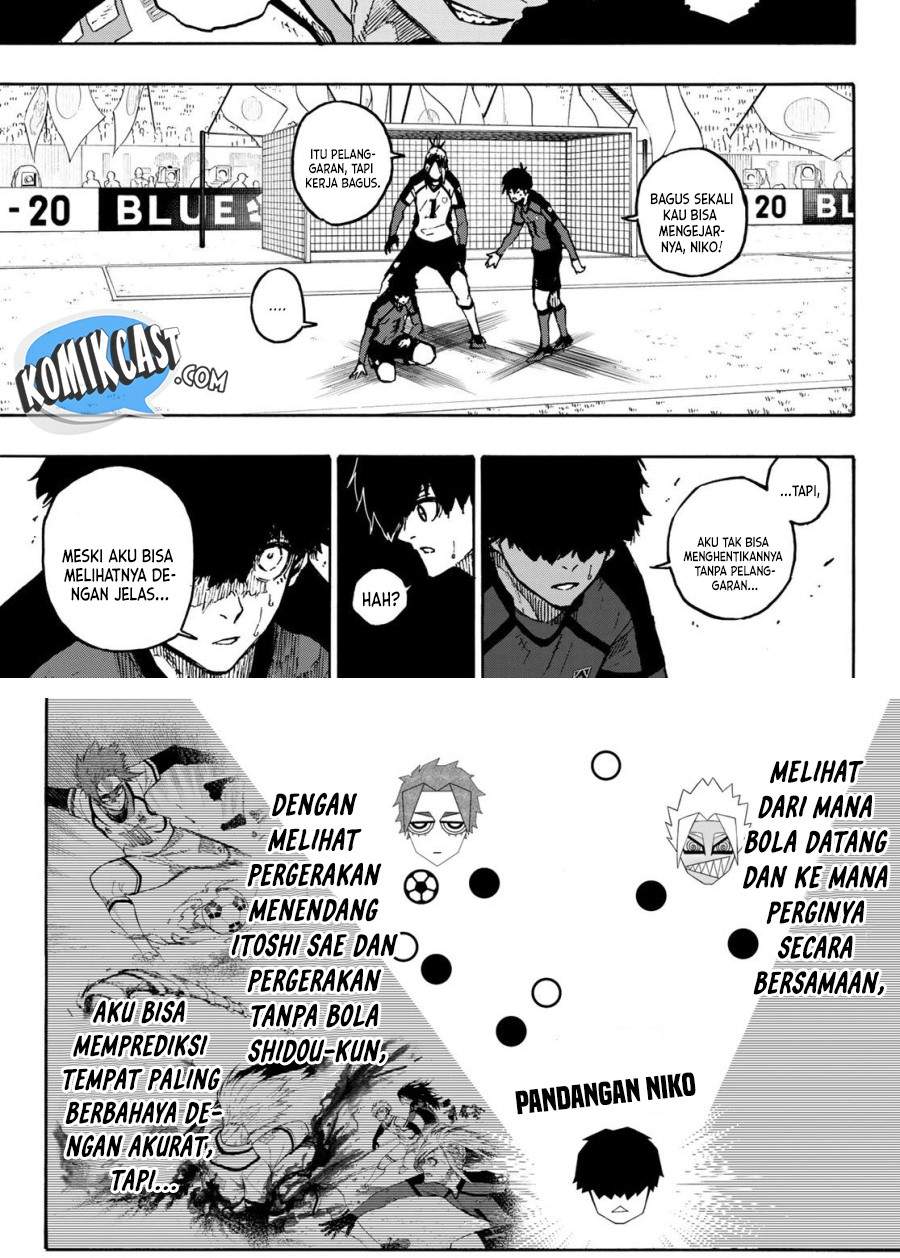 ITU PELANG-
GARAN, TAPI
KERJA BAGUS.
BAGUS SEKALI
KAU BISA
MENGEJAR-
NYA, NIKO!
- 20
BLUE
20
BL
.....
KOMIKCAST
.COM
1
...TAPI,
AKU TAK BISA
MENGHENTIKANNYA
TANPA PELANG-
GARAN...
HAH?
MESKI AKU BISA
MELIHATNYA DE-
NGAN JELAS...
MELIHAT
DARI MANA
BOLA DATANG
DAN KE MANA
PERGINYA
SECARA
BERSAMAAN,
DENGAN
MELIHAT
PERGERAKAN
MENENDANG
ITOSHI SAE DAN
PERGERAKAN
TANPA BOLA
SHIDOU-KUN,
AKU BISA
MEMPREDIKSI
TEMPAT PALING
BERBAHAYA DE-
NGAN AKURAT,
TAPI...
PANDANGAN NIKO